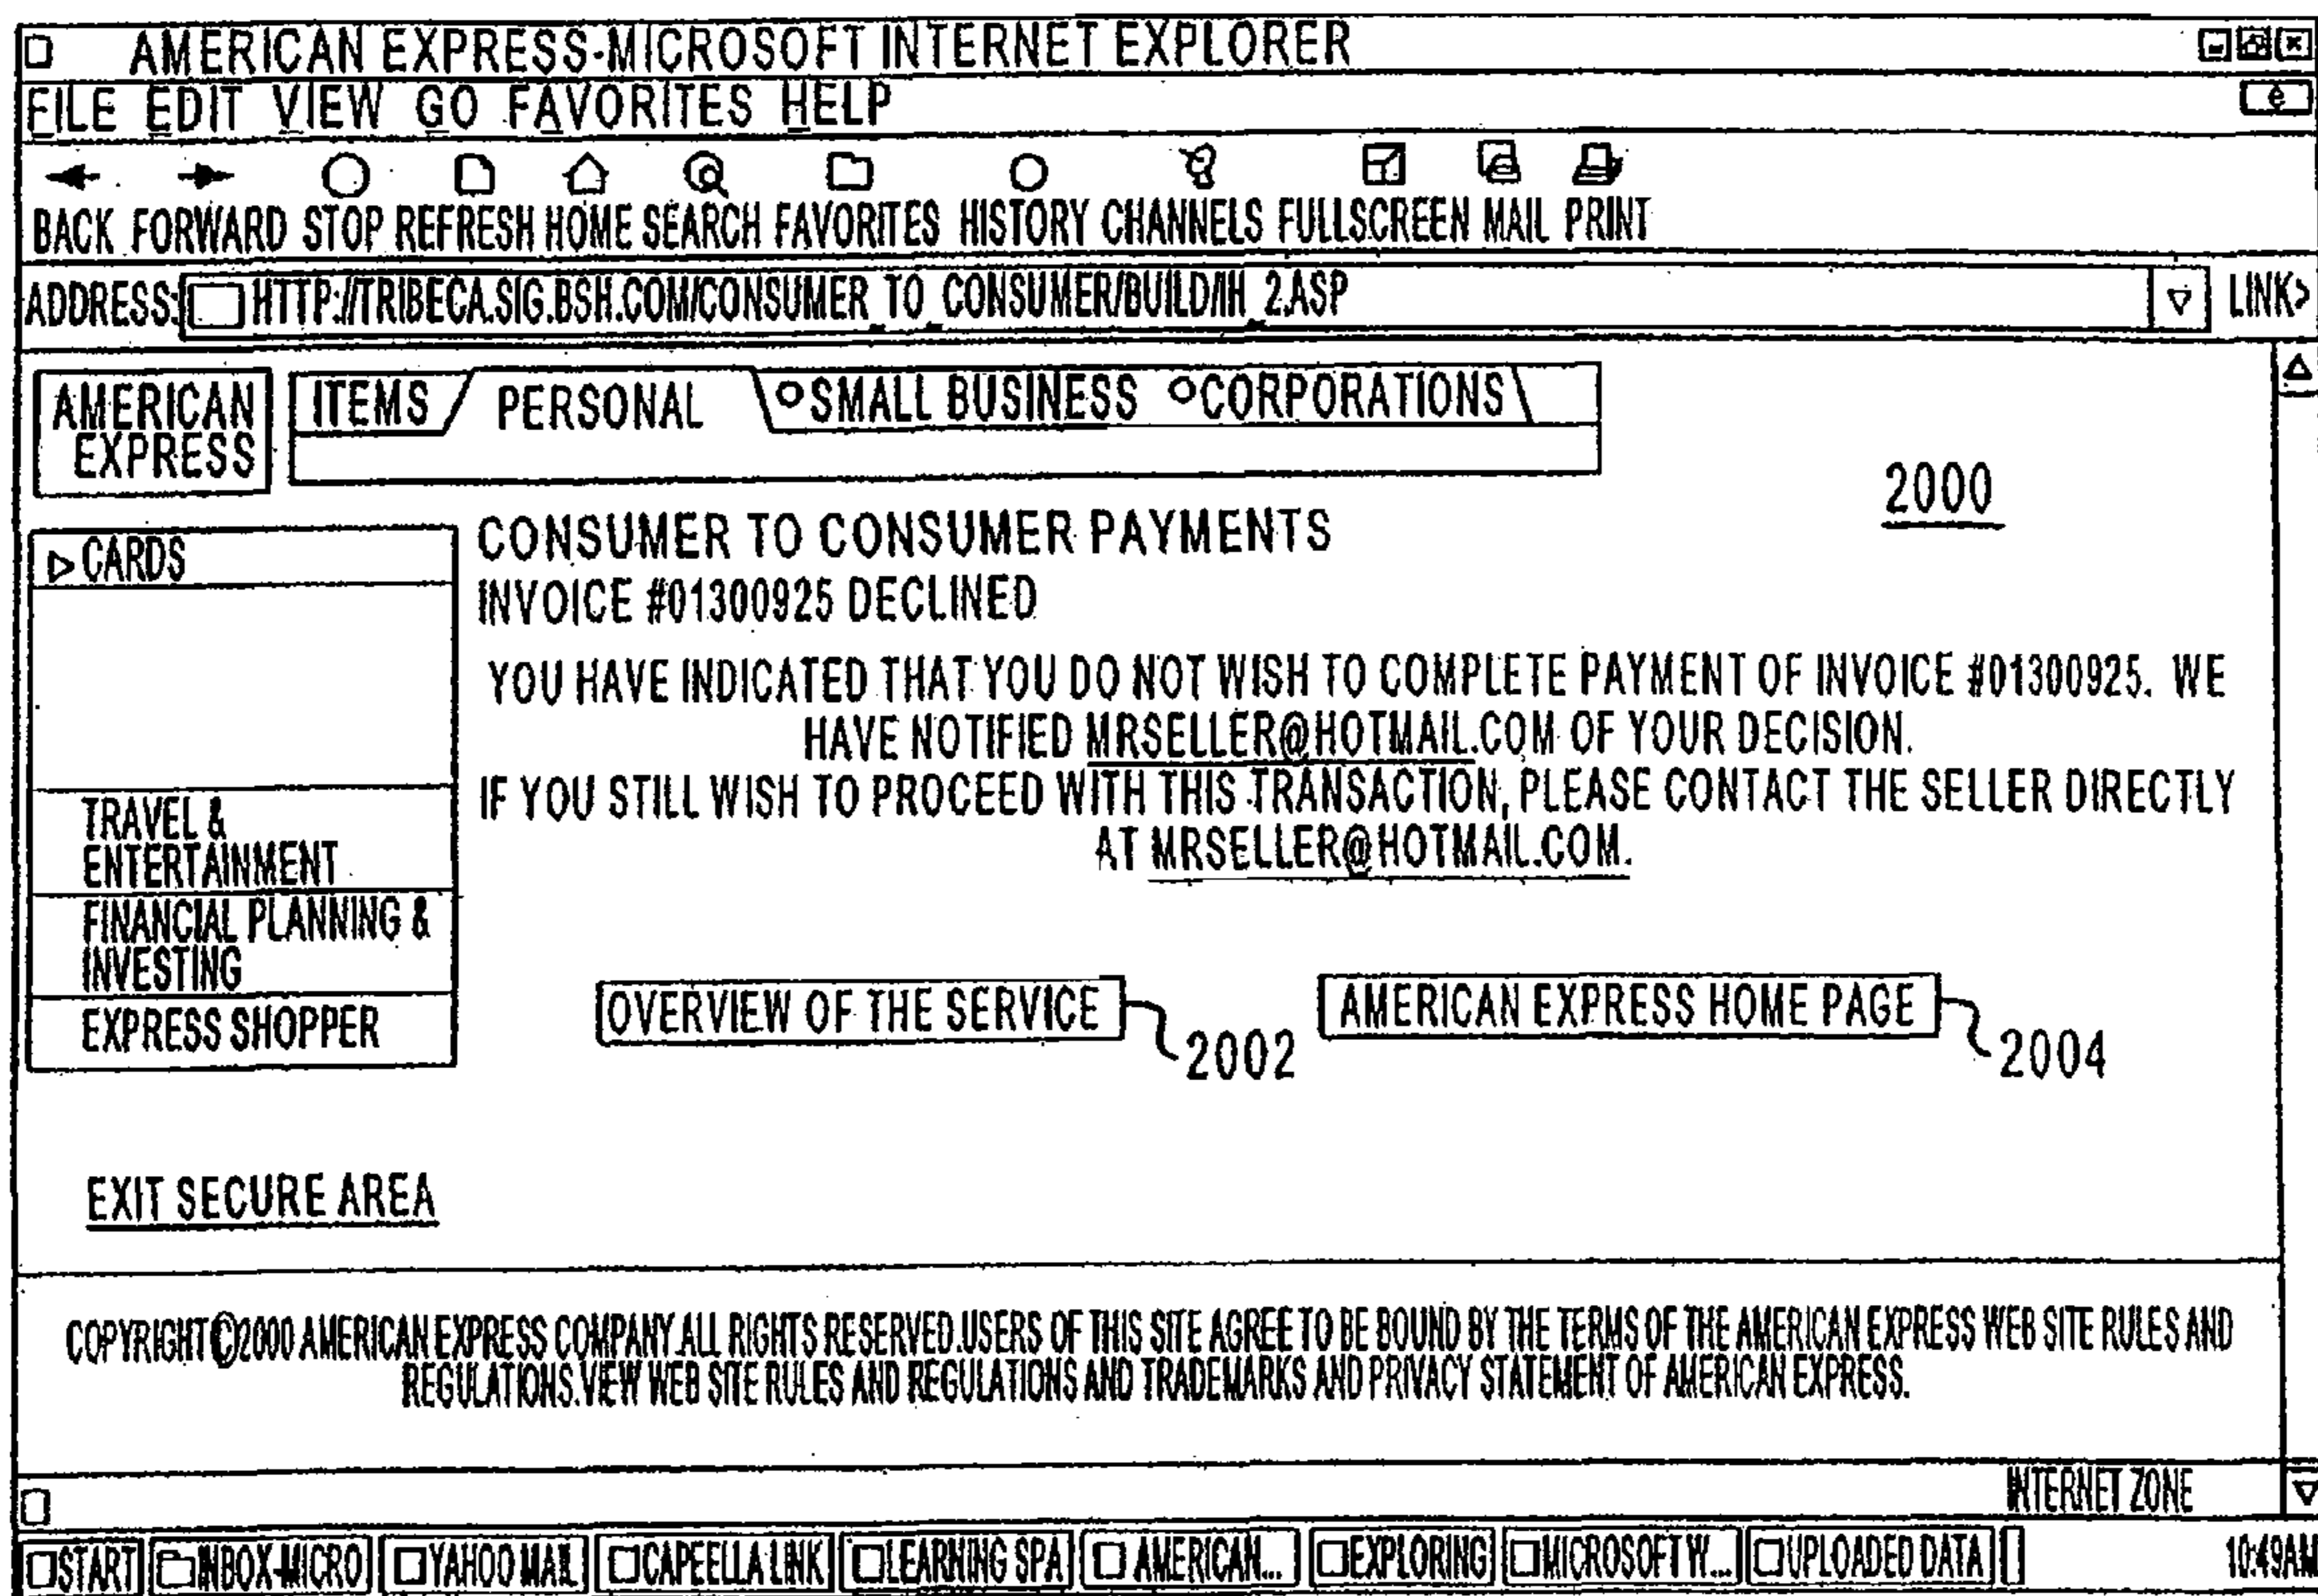 AMERICAN EXPRESS-MICROSOFT INTERNET EXPLORER
FILE EDIT VIEW GO FAVORITES HELP
BACK FORWARD STOP REFRESH HOME SEARCH FAVORITES HISTORY CHANNELS FULLSCREEN MAIL PRINT
ADDRESS: HTTP://TRIBECA.SIG.BSH.COM/CONSUMER_TO_CONSUMER/BUILD/IH_2.ASP LINK>
AMERICAN EXPRESS
ITEMS PERSONAL SMALL BUSINESS CORPORATIONS
2000
CARDS
TRAVEL &
ENTERTAINMENT
FINANCIAL PLANNING &
INVESTING
EXPRESS SHOPPER
CONSUMER TO CONSUMER PAYMENTS
INVOICE #01300925 DECLINED
YOU HAVE INDICATED THAT YOU DO NOT WISH TO COMPLETE PAYMENT OF INVOICE #01300925. WE
HAVE NOTIFIED MRSELLER@HOTMAIL.COM OF YOUR DECISION.
IF YOU STILL WISH TO PROCEED WITH THIS TRANSACTION, PLEASE CONTACT THE SELLER DIRECTLY
AT MRSELLER@HOTMAIL.COM.
OVERVIEW OF THE SERVICE 2002 AMERICAN EXPRESS HOME PAGE 2004
EXIT SECURE AREA
COPYRIGHT©2000 AMERICAN EXPRESS COMPANY.ALL RIGHTS RESERVED.USERS OF THIS SITE AGREE TO BE BOUND BY THE TERMS OF THE AMERICAN EXPRESS WEB SITE RULES AND
REGULATIONS.VIEW WEB SITE RULES AND REGULATIONS AND TRADEMARKS AND PRIVACY STATEMENT OF AMERICAN EXPRESS.
INTERNET ZONE
START INBOX-MICRO YAHOO MAIL CAPEELLA LINK LEARNING SPA AMERICAN... EXPLORING MICROSOFT W... UPLOADED DATA 10:49AM